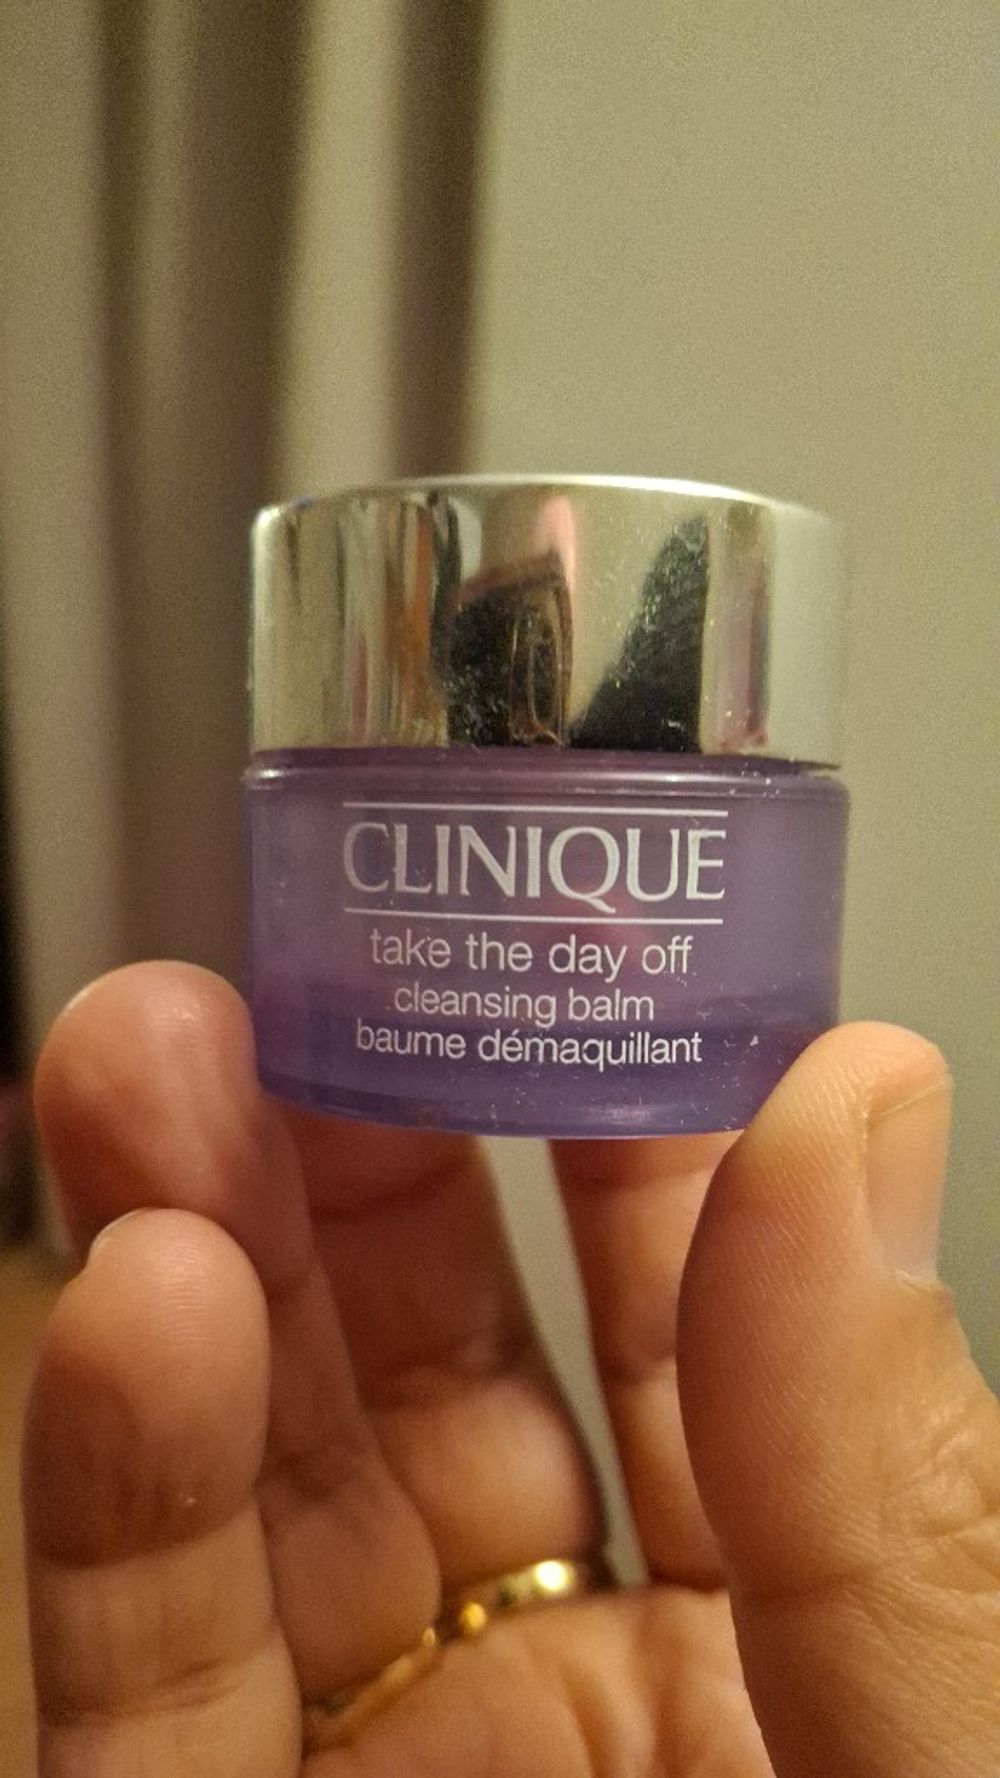 CLINIQUE
take the day off
cleansing balm
baume démaquillant